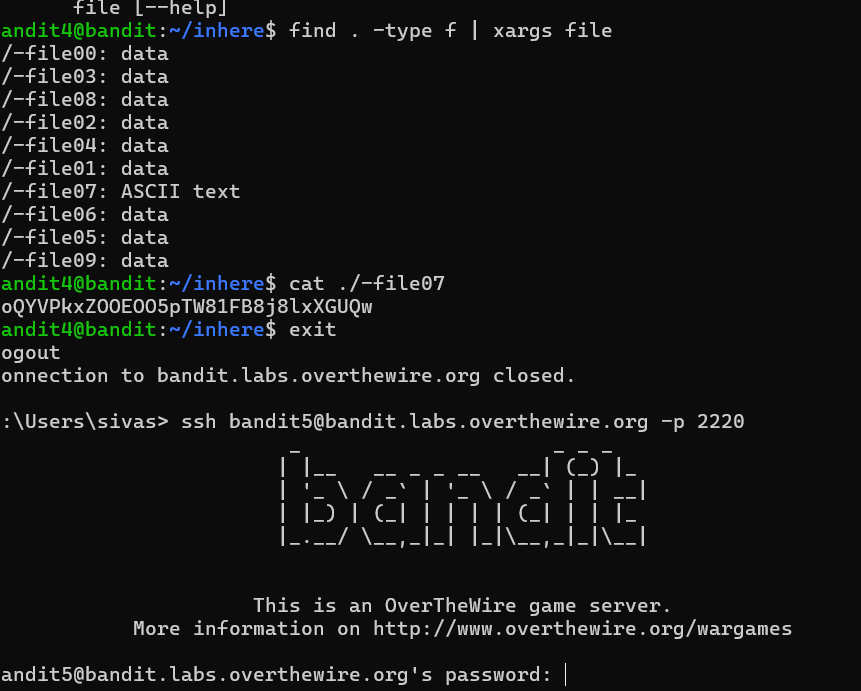 file [--help]
andit4@bandit:~/inhere$ find . -type f | xargs file
/-file00: data
/-file03: data
/-file08: data
/-file02: data
/-file04: data
/-file01: data
/-file07: ASCII text
/-file06: data
/-file05: data
/-file09: data
andit4@bandit:~/inhere$ cat ./-file07
oQYVPkxZOOEOO5pTW81FB8j8lxXGUQw
andit4@bandit:~/inhere$ exit
ogout
onnection to bandit.labs.overthewire.org closed.
:\Users\sivas> ssh bandit5@bandit.labs.overthewire.org -p 2220
bandit
This is an OverTheWire game server.
More information on http://www.overthewire.org/wargames
andit5@bandit.labs.overthewire.org's password: